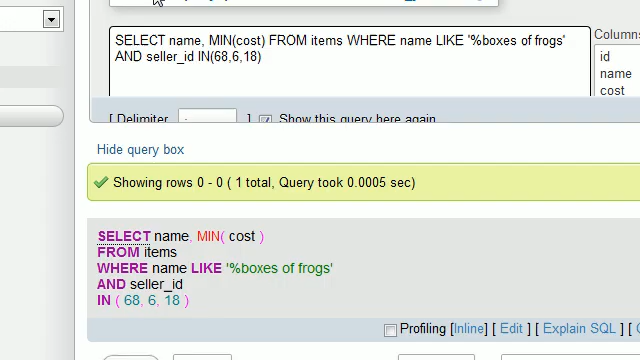 SELECT name, MIN(cost) FROM items WHERE name LIKE '%boxes of frogs'
AND seller_id IN(68,6,18)
Columns
id
name
cost
[ Delimiter ; ] Show this query here again
Hide query box
Showing rows 0 - 0 ( 1 total, Query took 0.0005 sec)
SELECT name, MIN( cost )
FROM items
WHERE name LIKE '%boxes of frogs'
AND seller_id
IN ( 68, 6, 18 )
Profiling [Inline] [ Edit ] [ Explain SQL ] [